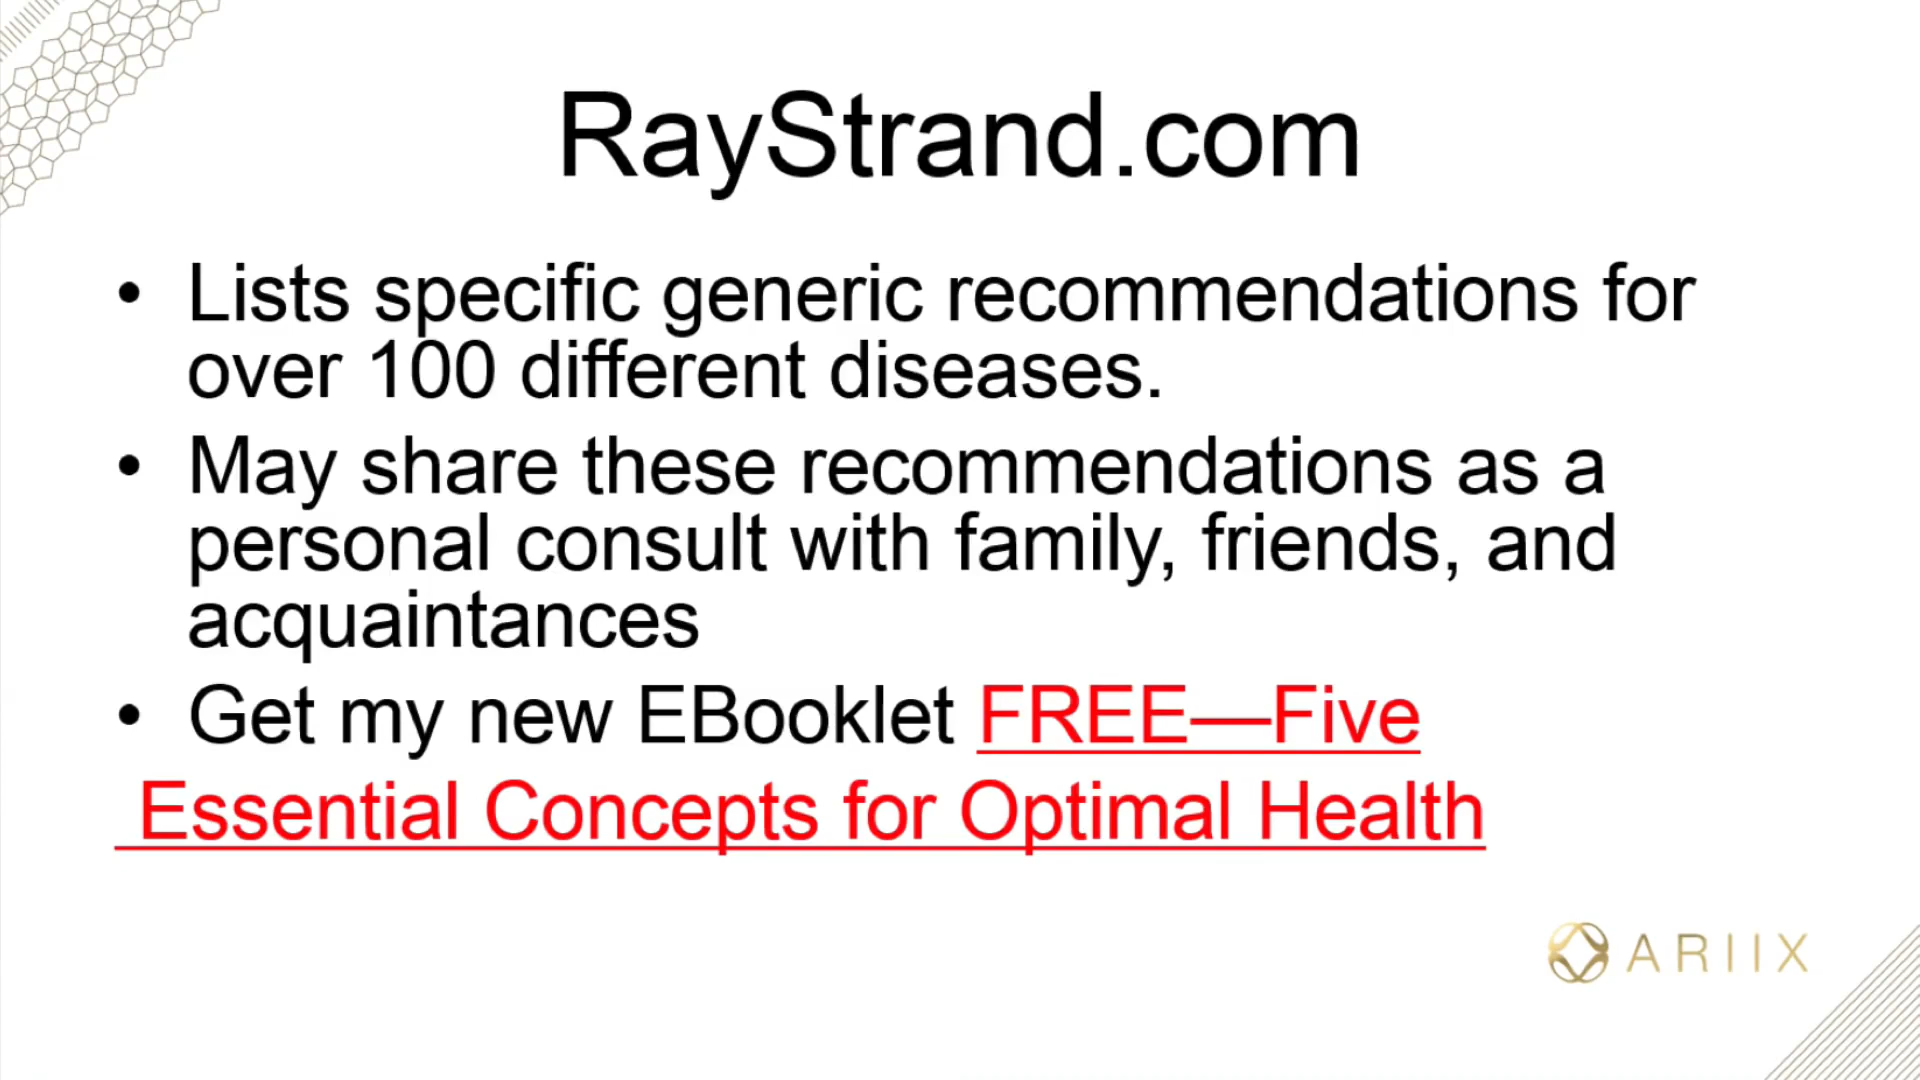 RayStrand.com
• Lists specific generic recommendations for
over 100 different diseases.
• May share these recommendations as a
personal consult with family, friends, and
acquaintances
• Get my new EBooklet FREE—Five
Essential Concepts for Optimal Health
ARIIX